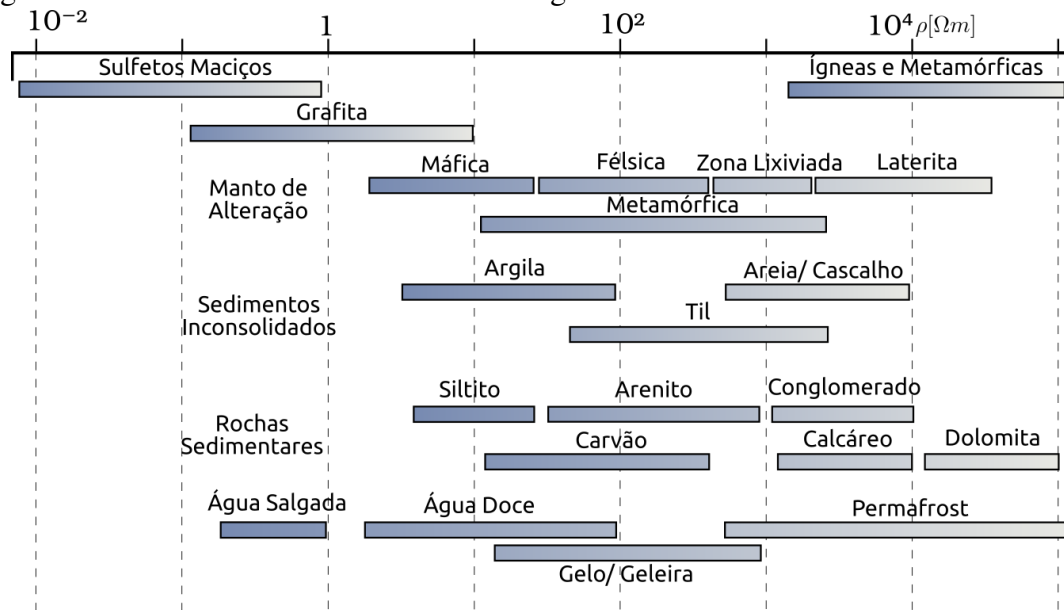 10⁻² 1 10² 10⁴ ρ[Ωm]
Sulfetos Maciços Ígneas e Metamórficas
Grafita
Máfica Félsica Zona Lixiviada Laterita
Manto de
Alteração
Metamórfica
Argila Areia/ Cascalho
Sedimentos
Inconsolidados
Til
Siltito Arenito Conglomerado
Rochas
Sedimentares
Carvão Calcáreo Dolomita
Água Salgada Água Doce Permafrost
Gelo/ Geleira